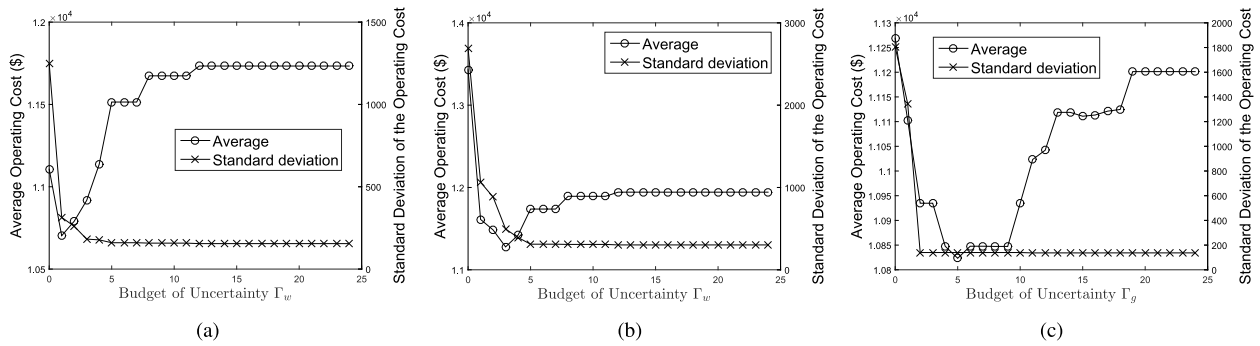 ×10⁴
1.2
1.15
1.1
1.05
1500
1000
500
0
0 5 10 15 20 25
Average Operating Cost ($)
Standard Deviation of the Operating Cost
Average
Standard deviation
Budget of Uncertainty Γw
(a)
×10⁴
1.4
1.3
1.2
1.1
3000
2000
1000
0
0 5 10 15 20 25
Average Operating Cost ($)
Standard Deviation of the Operating Cost
Average
Standard deviation
Budget of Uncertainty Γw
(b)
×10⁴
1.13
1.125
1.12
1.115
1.11
1.105
1.1
1.095
1.09
1.085
1.08
2000
1800
1600
1400
1200
1000
800
600
400
200
0
0 5 10 15 20 25
Average Operating Cost ($)
Standard Deviation of the Operating Cost
Average
Standard deviation
Budget of Uncertainty Γg
(c)